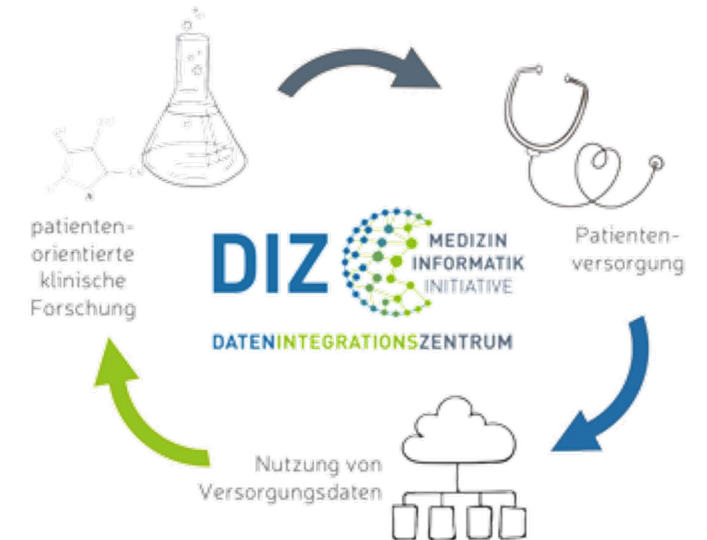 patienten-
orientierte
klinische
Forschung
DIZ
MEDIZIN
INFORMATIK
INITIATIVE
DATENINTEGRATIONSZENTRUM
Patienten-
versorgung
Nutzung von
Versorgungsdaten